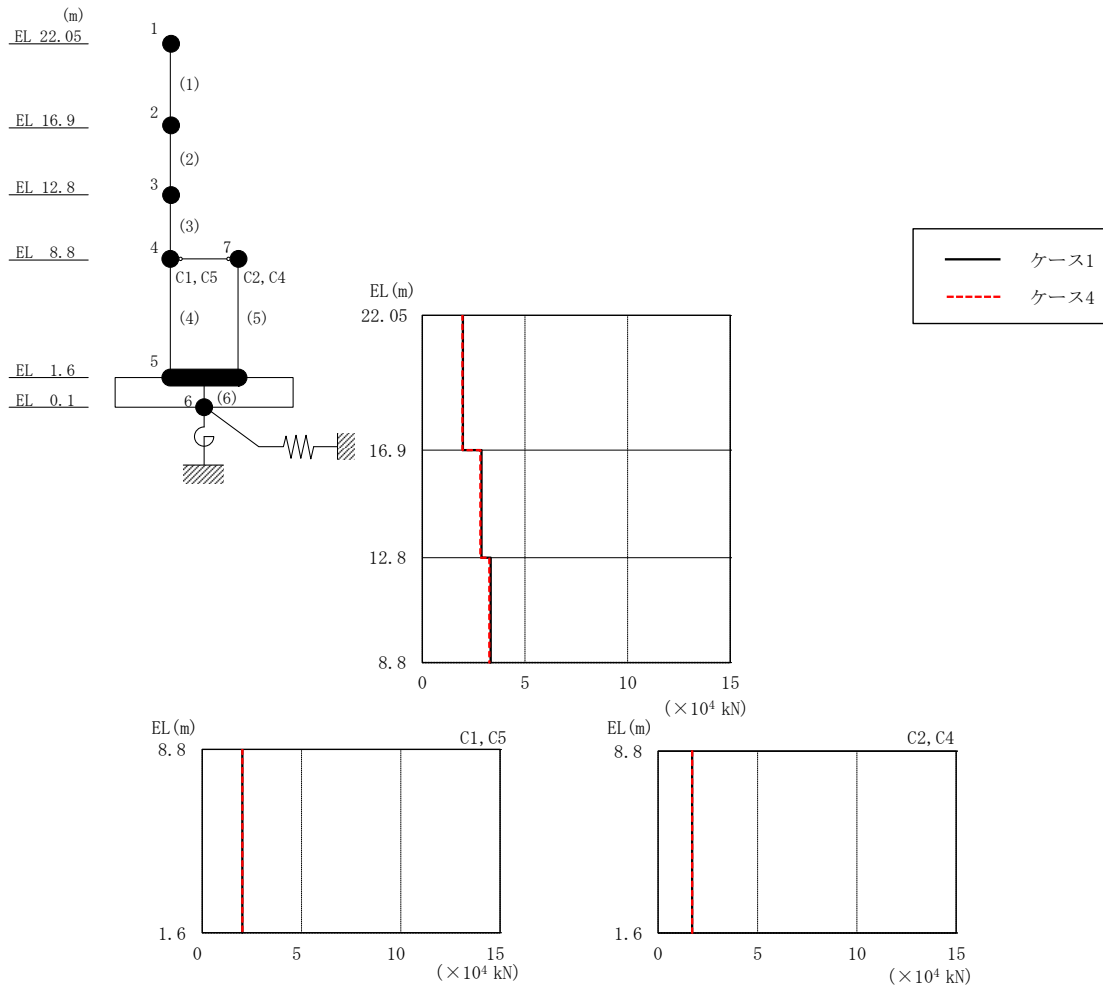 (m)
EL 22.05
EL 16.9
EL 12.8
EL 8.8
EL 1.6
EL 0.1
1
(1)
2
(2)
3
(3)
4
7
C1,C5
C2,C4
(4)
(5)
5
6
(6)
ケース1
ケース4
EL(m)
22.05
16.9
12.8
8.8
0 5 10 15
(×10⁴ kN)
EL(m)
C1,C5
8.8
1.6
0 5 10 15
(×10⁴ kN)
EL(m)
C2,C4
8.8
1.6
0 5 10 15
(×10⁴ kN)